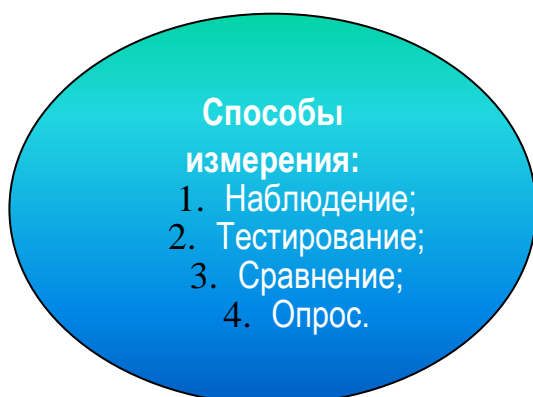 Способы
измерения:
1. Наблюдение;
2. Тестирование;
3. Сравнение;
4. Опрос.